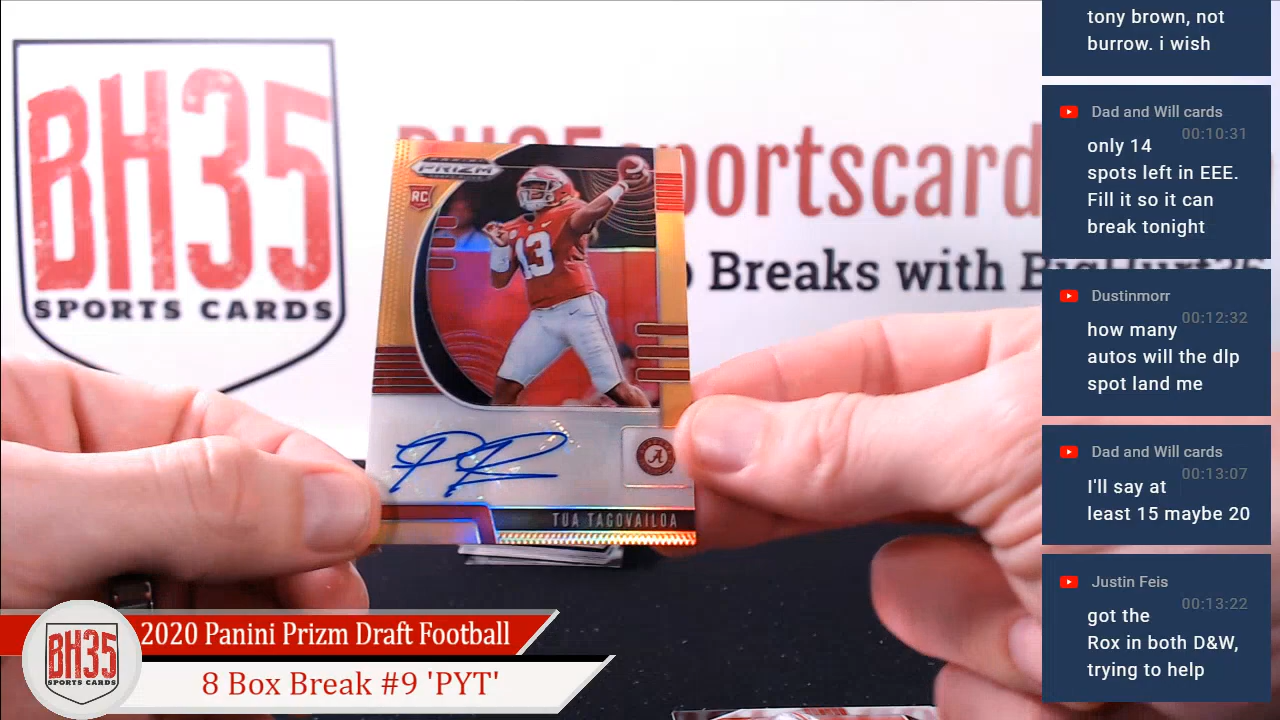 BH35
SPORTS CARDS
Breaks with
PANINI
PRIZM
RC
13
A
TUA TAGOVAILOA
BH35
SPORTS CARDS
2020 Panini Prizm Draft Football
8 Box Break #9 'PYT'
tony brown, not
burrow. i wish
Dad and Will cards
00:10:31
only 14
spots left in EEE.
Fill it so it can
break tonight
Dustinmorr
00:12:32
how many
autos will the dlp
spot land me
Dad and Will cards
00:13:07
I'll say at
least 15 maybe 20
Justin Feis
00:13:22
got the
Rox in both D&W,
trying to help